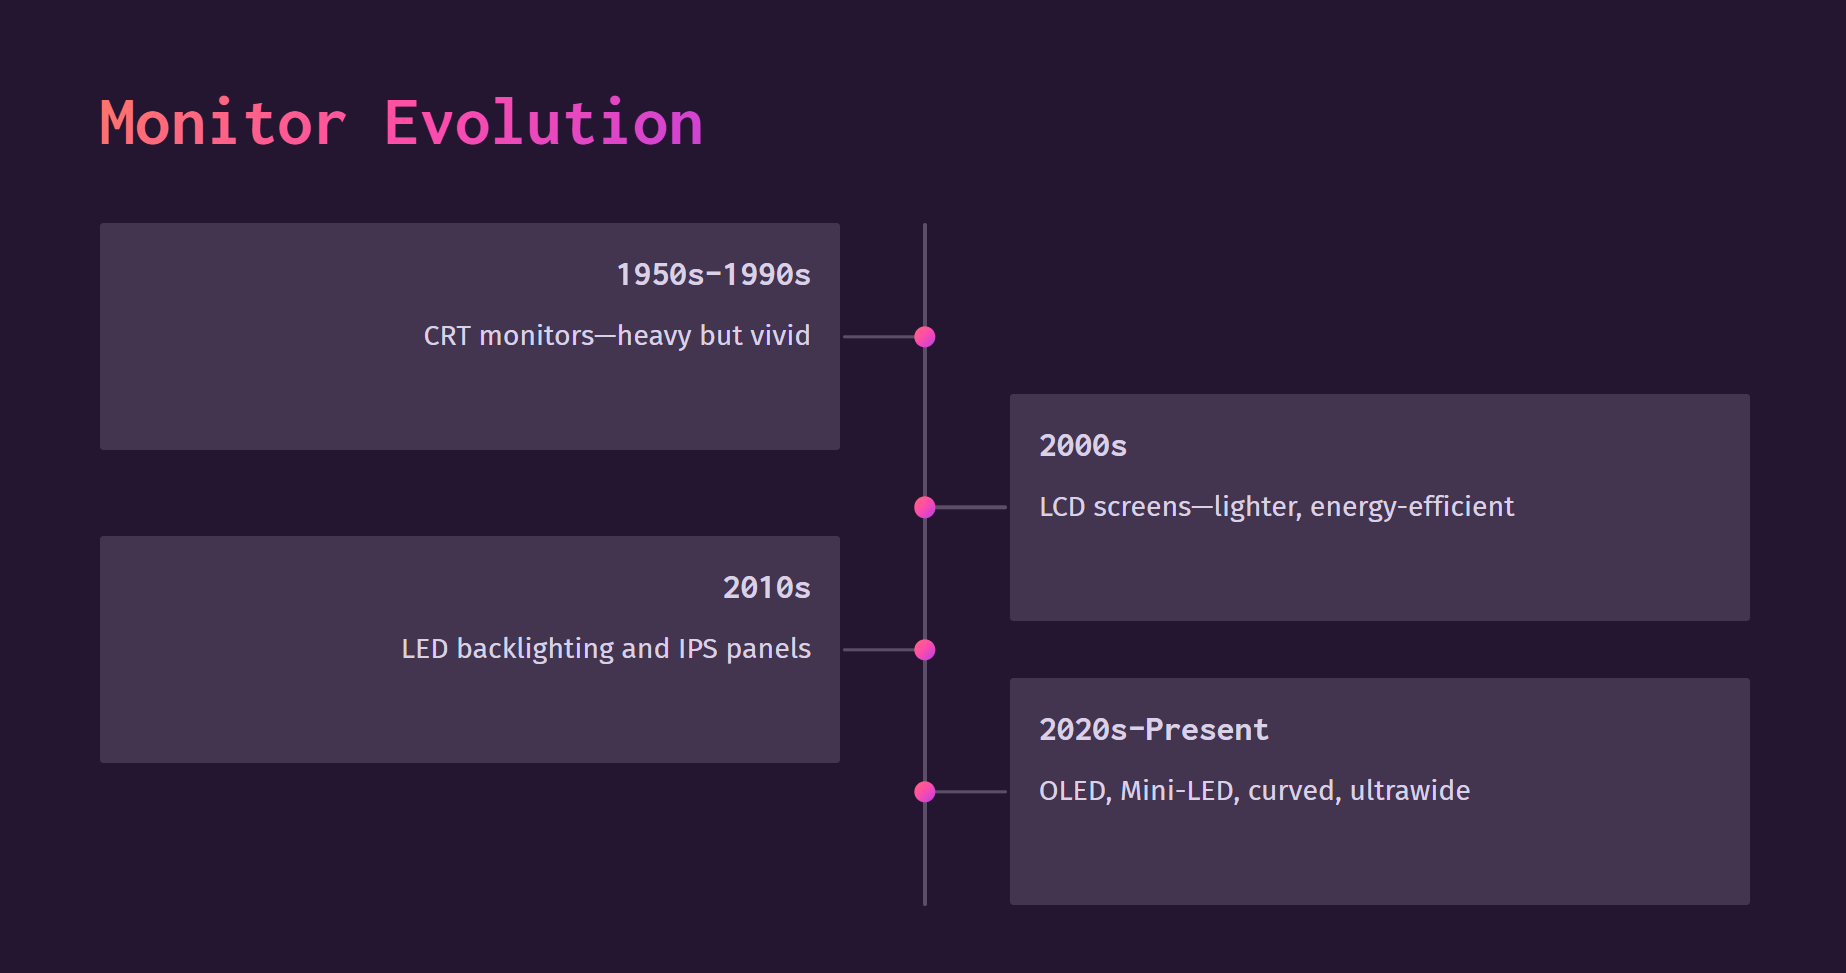 Monitor Evolution
1950s–1990s
CRT monitors—heavy but vivid
2000s
LCD screens—lighter, energy-efficient
2010s
LED backlighting and IPS panels
2020s–Present
OLED, Mini-LED, curved, ultrawide